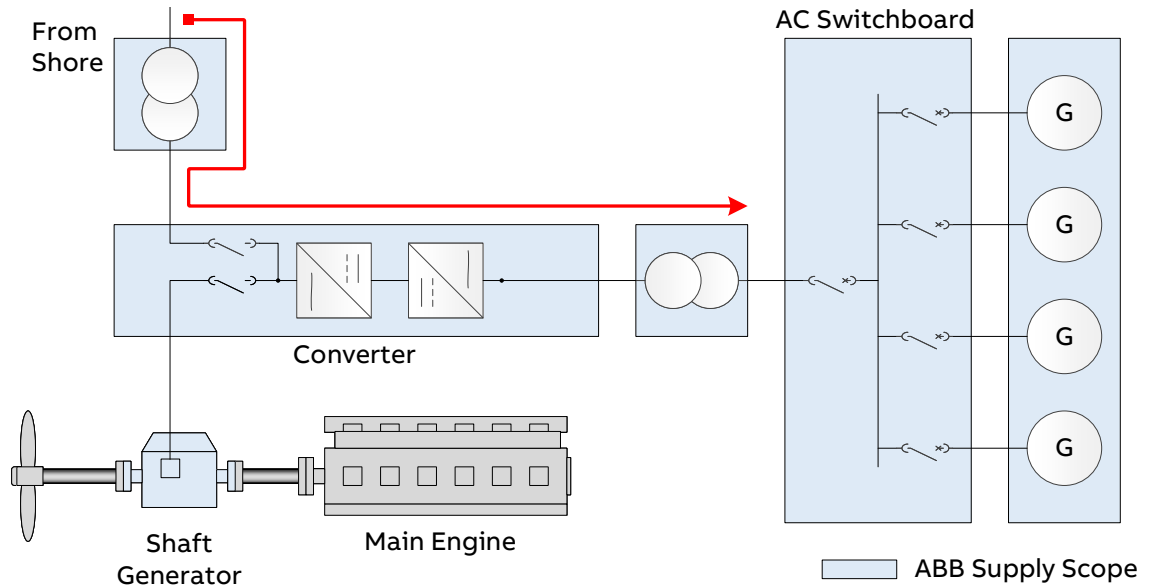 From
Shore
AC Switchboard
G
G
G
G
Converter
Shaft
Generator
Main Engine
ABB Supply Scope